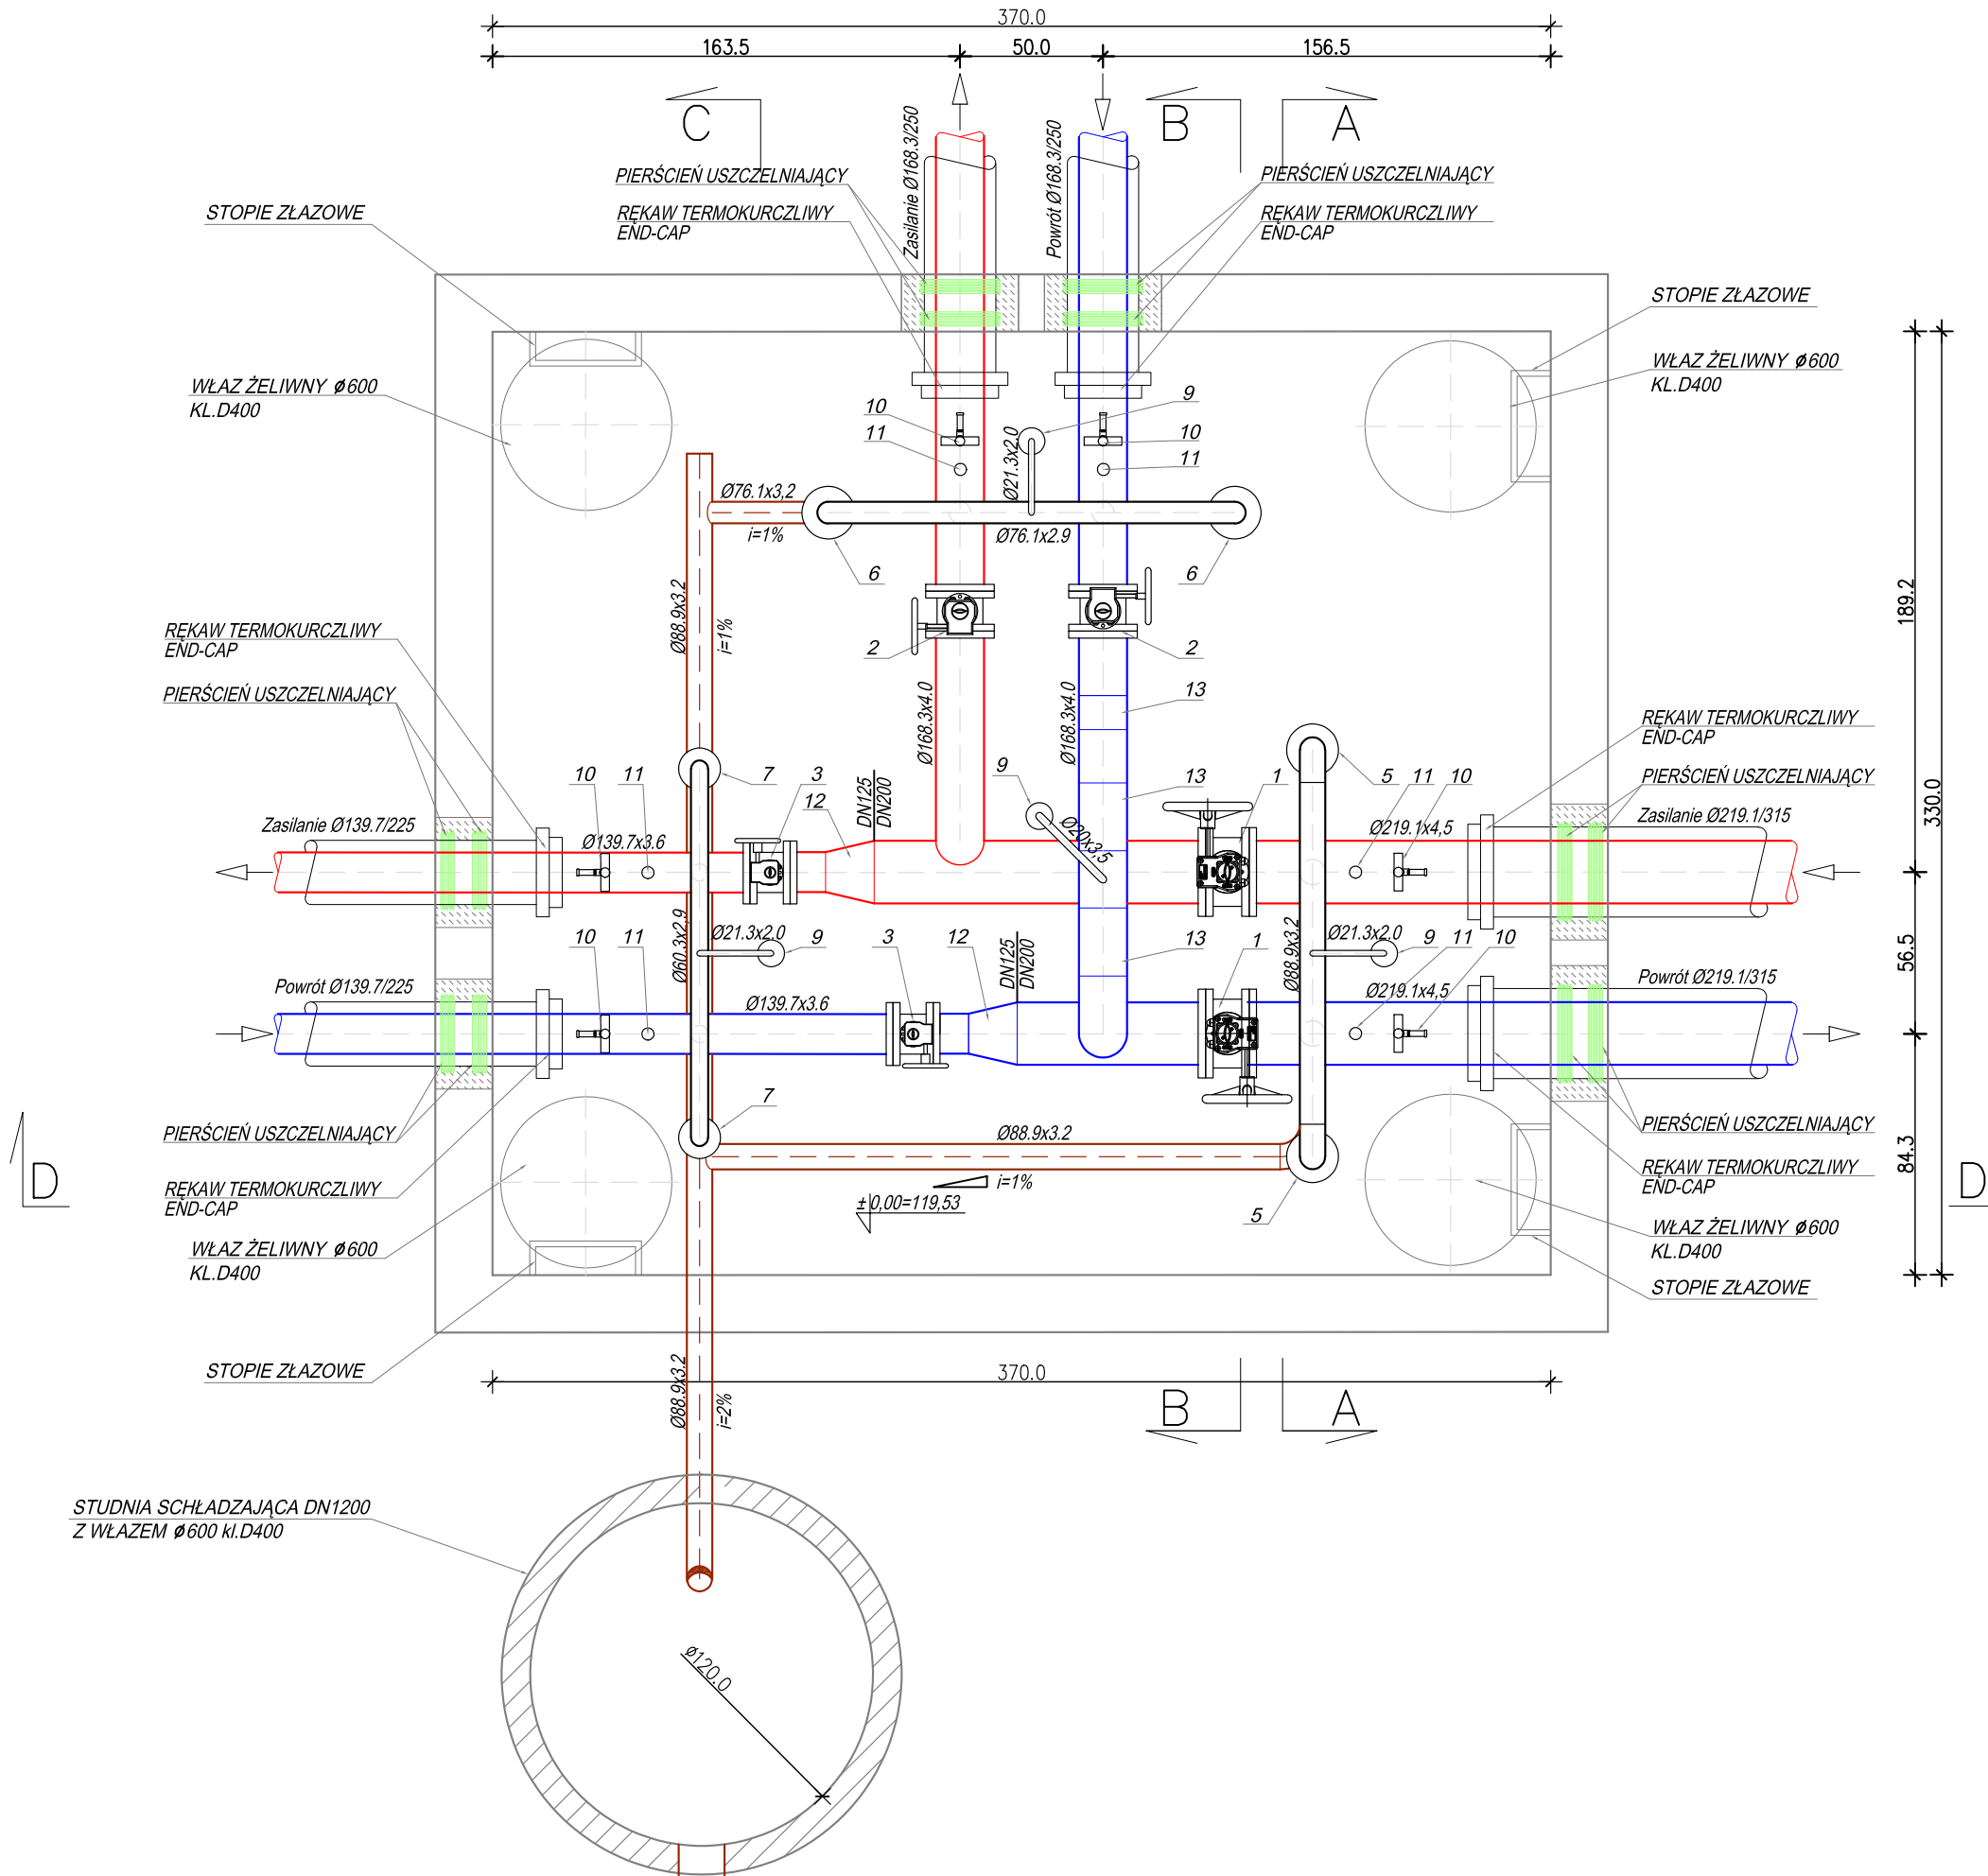 370.0
163.5
50.0
156.5
C
B
A
Zasilanie Ø168.3/250
Powrót Ø168.3/250
PIERŚCIEŃ USZCZELNIAJĄCY
PIERŚCIEŃ USZCZELNIAJĄCY
RĘKAW TERMOKURCZLIWY
END-CAP
RĘKAW TERMOKURCZLIWY
END-CAP
STOPIE ZŁAZOWE
STOPIE ZŁAZOWE
WŁAZ ŻELIWNY ø600
KL.D400
WŁAZ ŻELIWNY ø600
KL.D400
10
11
9
10
11
Ø21.3x2.0
Ø76.1x3,2
i=1%
Ø76.1x2.9
6
6
Ø88.9x3.2
i=1%
2
2
189.2
330.0
RĘKAW TERMOKURCZLIWY
END-CAP
PIERŚCIEŃ USZCZELNIAJĄCY
Ø168.3x4.0
Ø168.3x4.0
13
RĘKAW TERMOKURCZLIWY
END-CAP
PIERŚCIEŃ USZCZELNIAJĄCY
10
11
7
3
12
DN125
DN200
9
13
1
5
11
10
Zasilanie Ø139.7/225
Ø139.7x3.6
Ø20x3,5
Ø219.1x4,5
Zasilanie Ø219.1/315
10
11
Ø60.3x2.9
Ø21.3x2.0
9
3
12
DN125
DN200
13
1
Ø88.9x3.2
Ø21.3x2.0
9
11
10
56.5
Powrót Ø139.7/225
Ø139.7x3.6
Ø219.1x4,5
Powrót Ø219.1/315
7
Ø88.9x3.2
i=1%
±0,00=119,53
5
PIERŚCIEŃ USZCZELNIAJĄCY
PIERŚCIEŃ USZCZELNIAJĄCY
84.3
D
D
RĘKAW TERMOKURCZLIWY
END-CAP
RĘKAW TERMOKURCZLIWY
END-CAP
WŁAZ ŻELIWNY ø600
KL.D400
WŁAZ ŻELIWNY ø600
KL.D400
STOPIE ZŁAZOWE
STOPIE ZŁAZOWE
370.0
Ø88.9x3.2
i=2%
B
A
STUDNIA SCHŁADZAJĄCA DN1200
Z WŁAZEM ø600 kl.D400
ø120.0